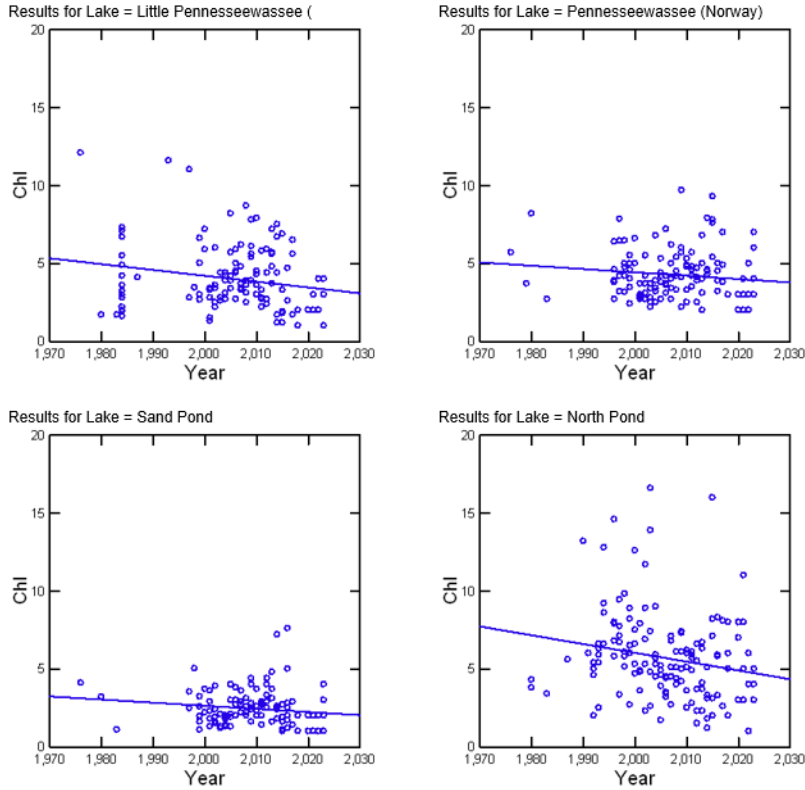 Results for Lake = Little Pennesseewassee (
20
15
10
5
0
Chl
1,970 1,980 1,990 2,000 2,010 2,020 2,030
Year
Results for Lake = Pennesseewassee (Norway)
20
15
10
5
0
Chl
1,970 1,980 1,990 2,000 2,010 2,020 2,030
Year
Results for Lake = Sand Pond
20
15
10
5
0
Chl
1,970 1,980 1,990 2,000 2,010 2,020 2,030
Year
Results for Lake = North Pond
20
15
10
5
0
Chl
1,970 1,980 1,990 2,000 2,010 2,020 2,030
Year